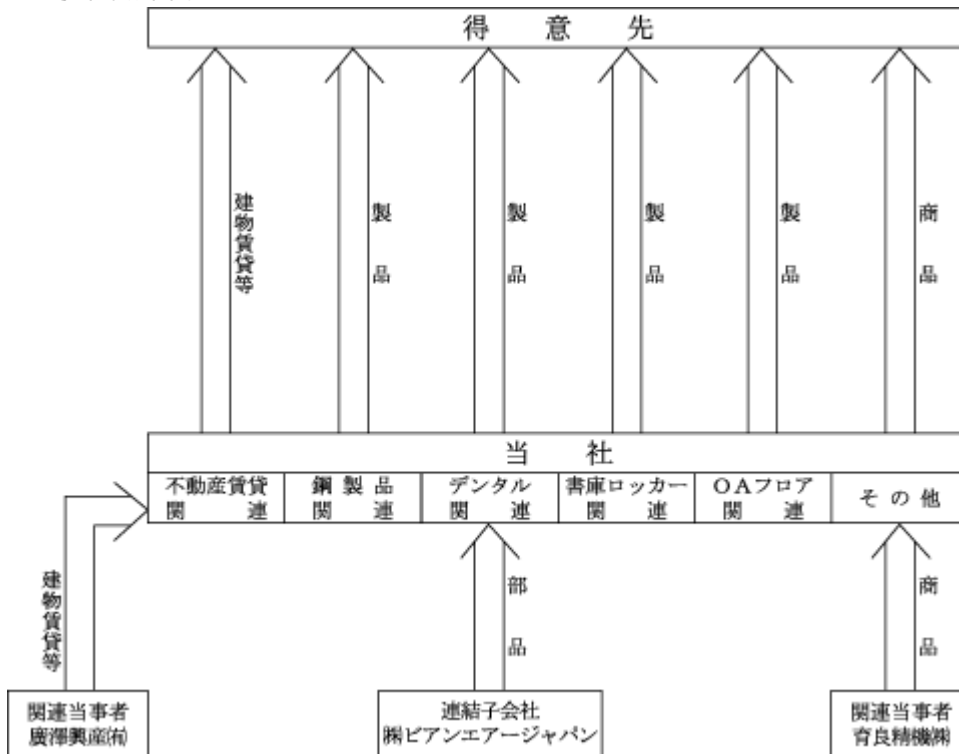 得意先
建物賃貸等
製品
製品
製品
製品
商品
当社
不動産賃貸関連
鋼製品関連
デンタル関連
書庫ロッカー関連
OAフロア関連
その他
建物賃貸等
部品
商品
関連当事者
廣澤興産㈲
連結子会社
㈱ビアンエアージャパン
関連当事者
育良精機㈱